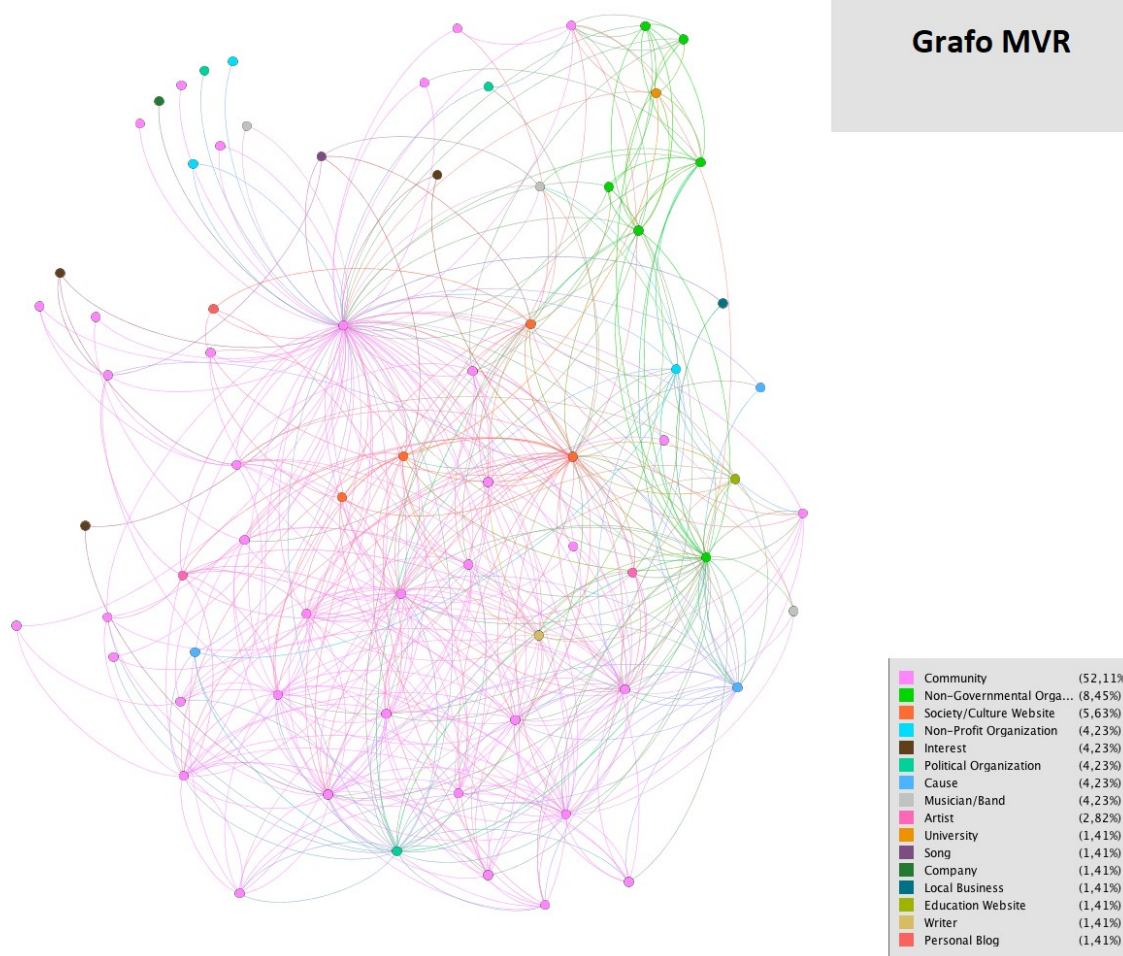 Grafo MVR
Community (52,11%
Non-Governmental Orga... (8,45%)
Society/Culture Website (5,63%)
Non-Profit Organization (4,23%)
Interest (4,23%)
Political Organization (4,23%)
Cause (4,23%)
Musician/Band (4,23%)
Artist (2,82%)
University (1,41%)
Song (1,41%)
Company (1,41%)
Local Business (1,41%)
Education Website (1,41%)
Writer (1,41%)
Personal Blog (1,41%)